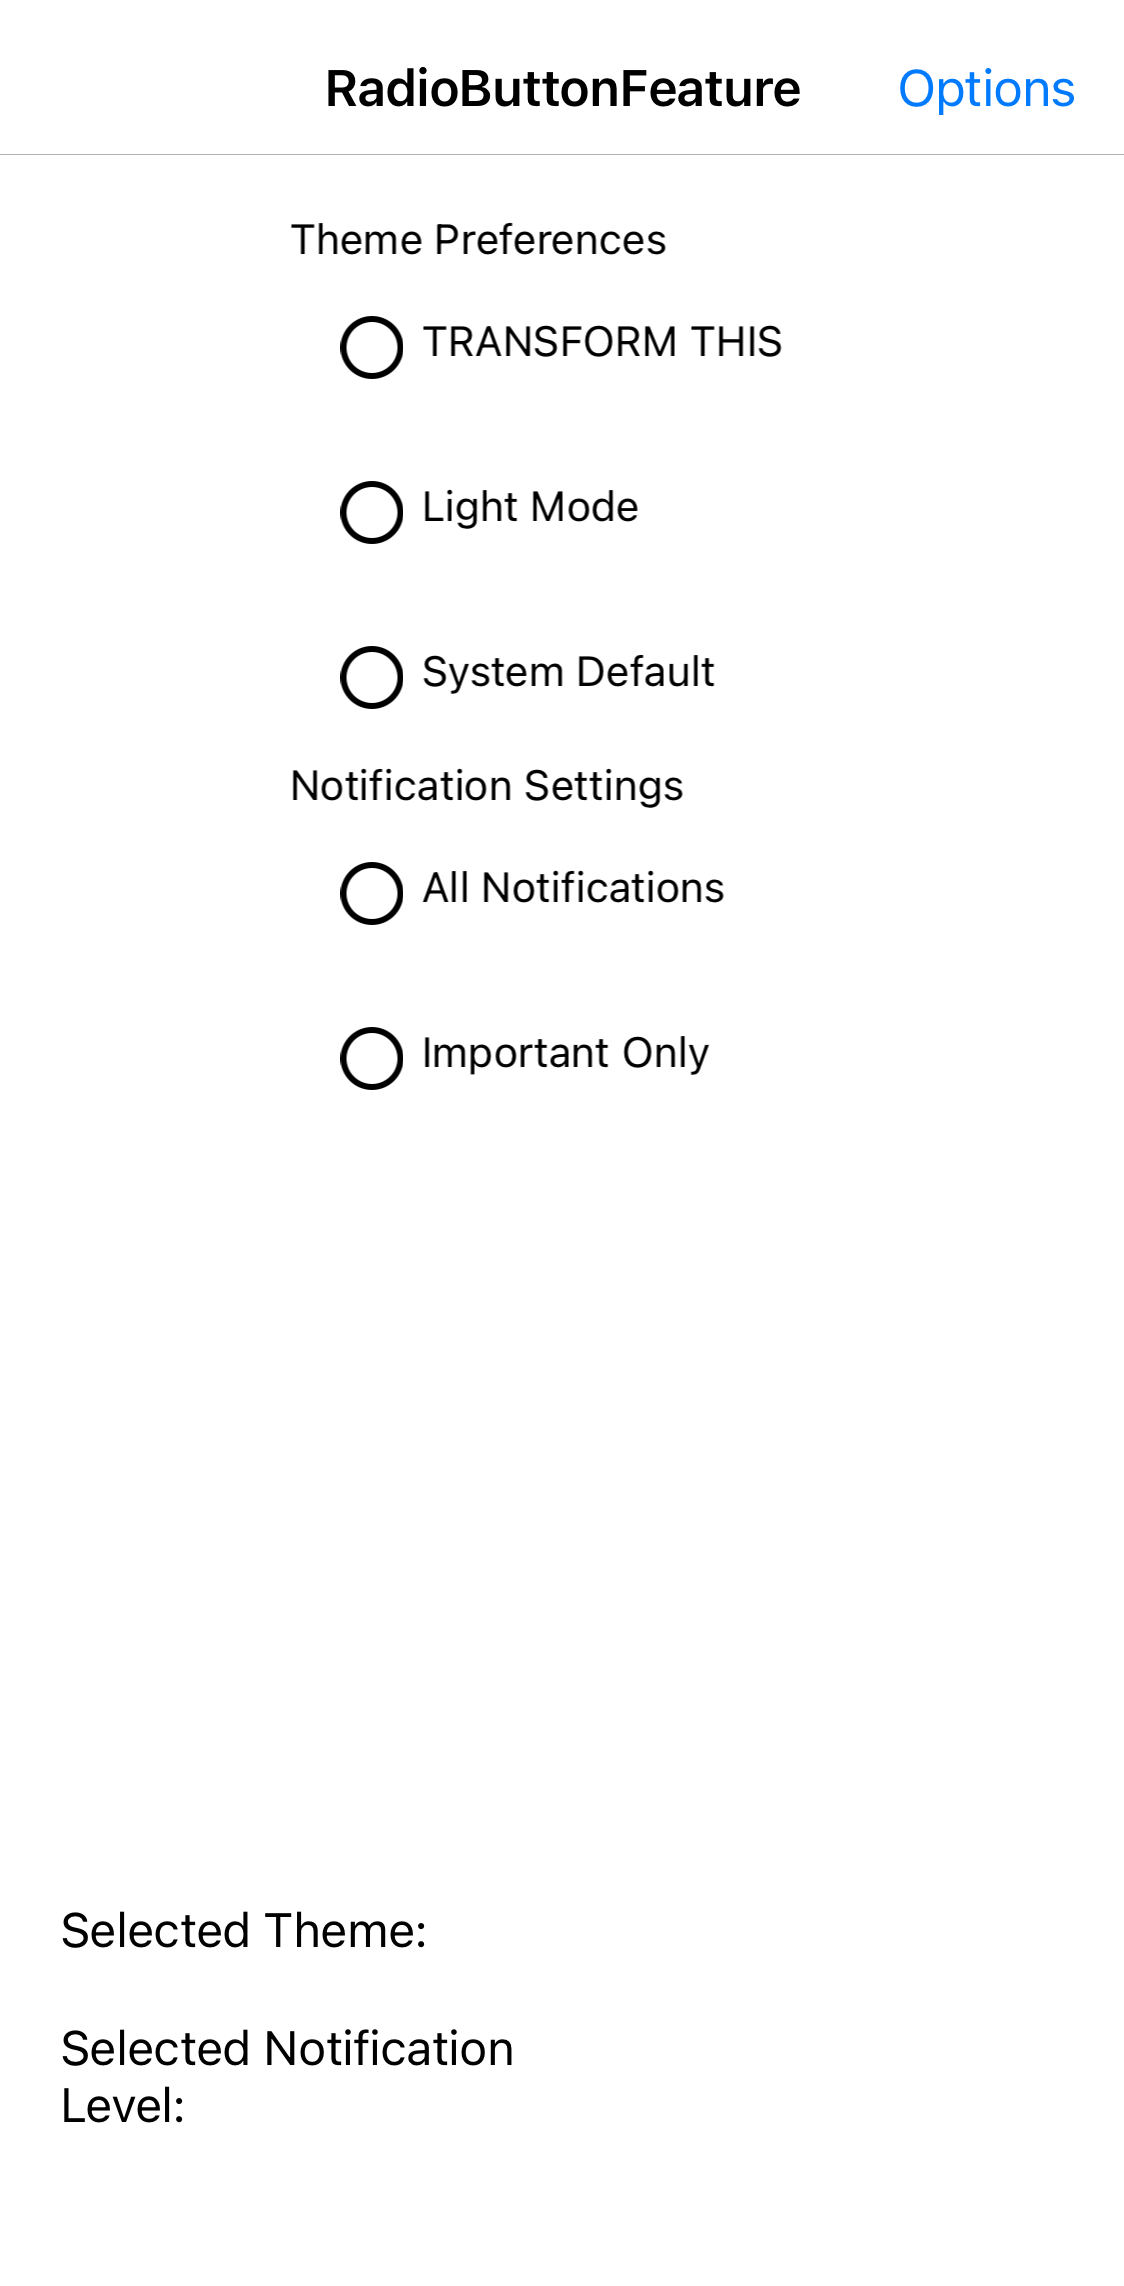 RadioButtonFeature
Options
Theme Preferences
TRANSFORM THIS
Light Mode
System Default
Notification Settings
All Notifications
Important Only
Selected Theme:
Selected Notification
Level: